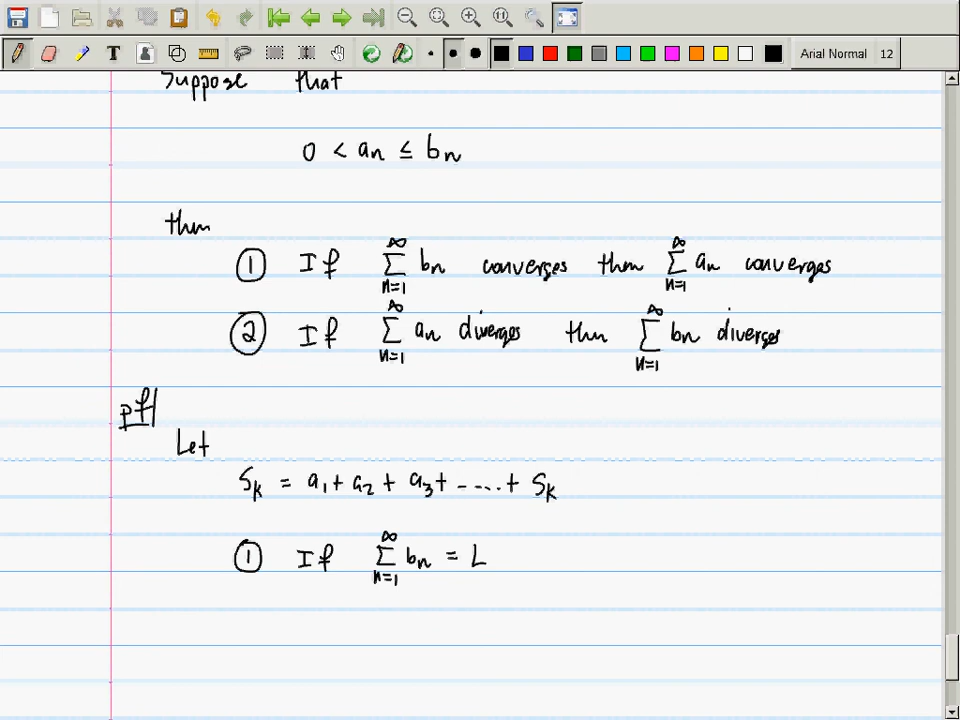 Arial Normal 12
Suppose that
0 < an ≤ bn
then
① If ∑_{n=1}^{∞} bn converges then ∑_{n=1}^{∞} an converges
② If ∑_{n=1}^{∞} an diverges then ∑_{n=1}^{∞} bn diverges
pf/
Let
Sk = a1 + a2 + a3 + ----- + Sk
① If ∑_{n=1}^{∞} bn = L